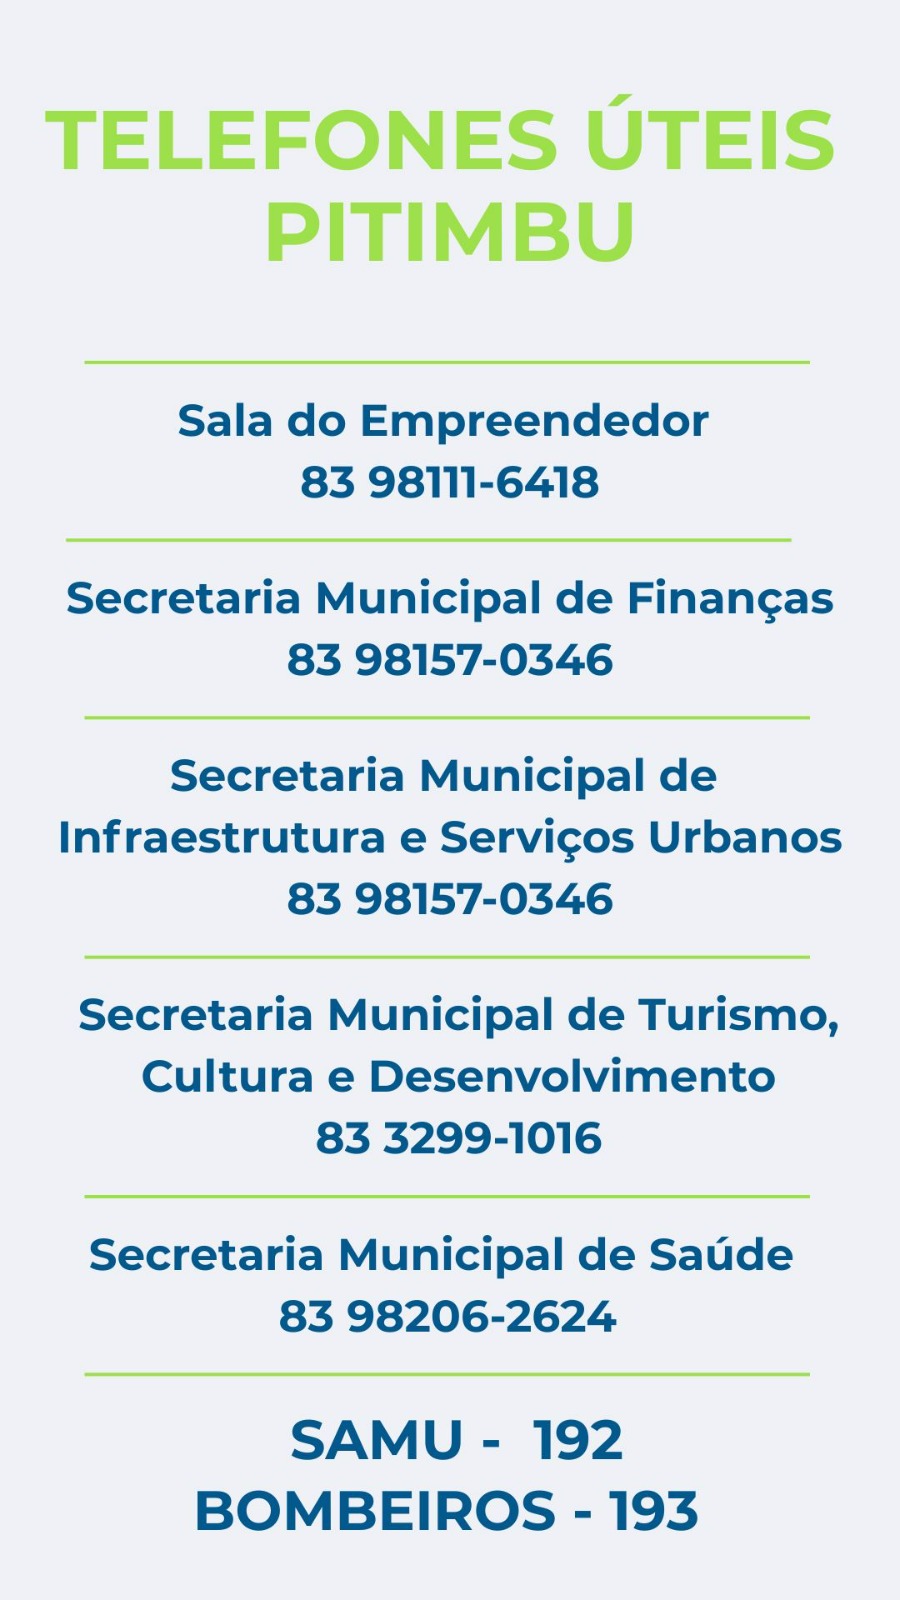 TELEFONES ÚTEIS
PITIMBU
Sala do Empreendedor
83 98111-6418
Secretaria Municipal de Finanças
83 98157-0346
Secretaria Municipal de
Infraestrutura e Serviços Urbanos
83 98157-0346
Secretaria Municipal de Turismo,
Cultura e Desenvolvimento
83 3299-1016
Secretaria Municipal de Saúde
83 98206-2624
SAMU - 192
BOMBEIROS - 193